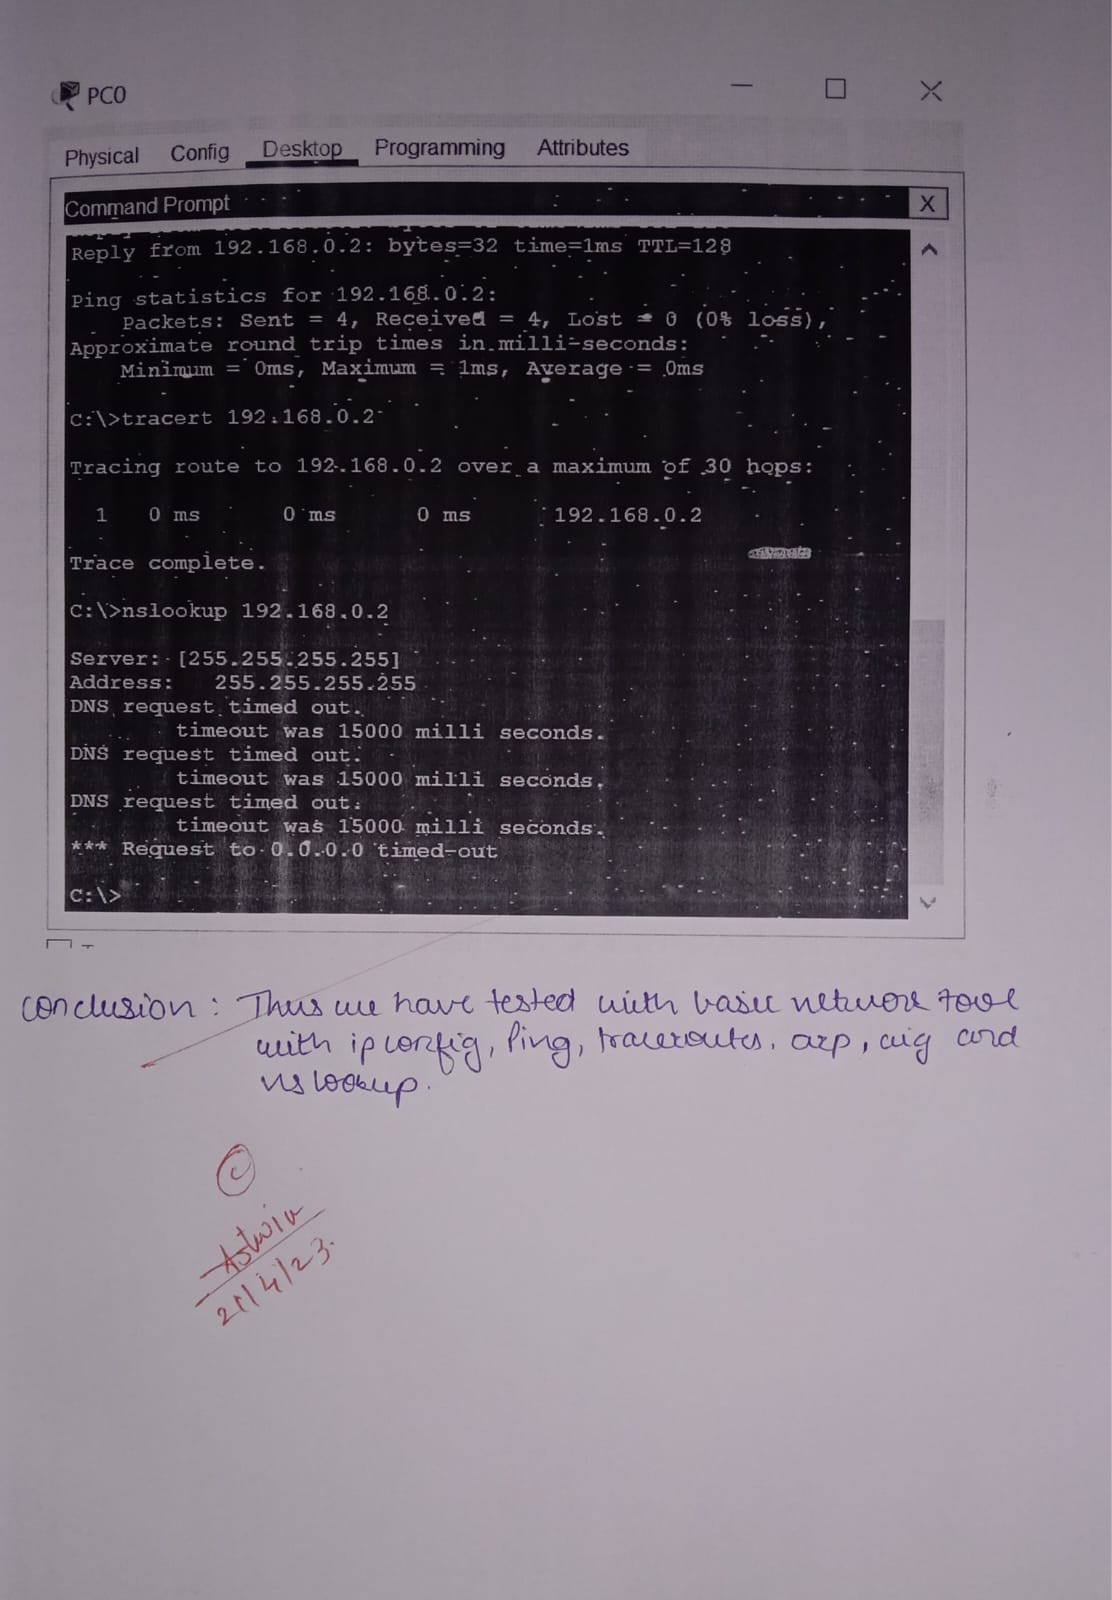 PC0
Physical Config Desktop Programming Attributes
Command Prompt X
Reply from 192.168.0.2: bytes=32 time=1ms TTL=128
Ping statistics for 192.168.0.2:
Packets: Sent = 4, Received = 4, Lost = 0 (0% loss),
Approximate round trip times in milli-seconds:
Minimum = 0ms, Maximum = 1ms, Average = 0ms
C:\>tracert 192.168.0.2
Tracing route to 192.168.0.2 over a maximum of 30 hops:
1 0 ms 0 ms 0 ms 192.168.0.2
Trace complete.
C:\>nslookup 192.168.0.2
Server: [255.255.255.255]
Address: 255.255.255.255
DNS request timed out.
timeout was 15000 milli seconds.
DNS request timed out.
timeout was 15000 milli seconds.
DNS request timed out.
timeout was 15000 milli seconds.
*** Request to 0.0.0.0 timed-out
C:\>
conclusion : Thus we have tested with basic network tool
with ipconfig, Ping, traceroutes, arp, and
nslookup.
21/4/23.